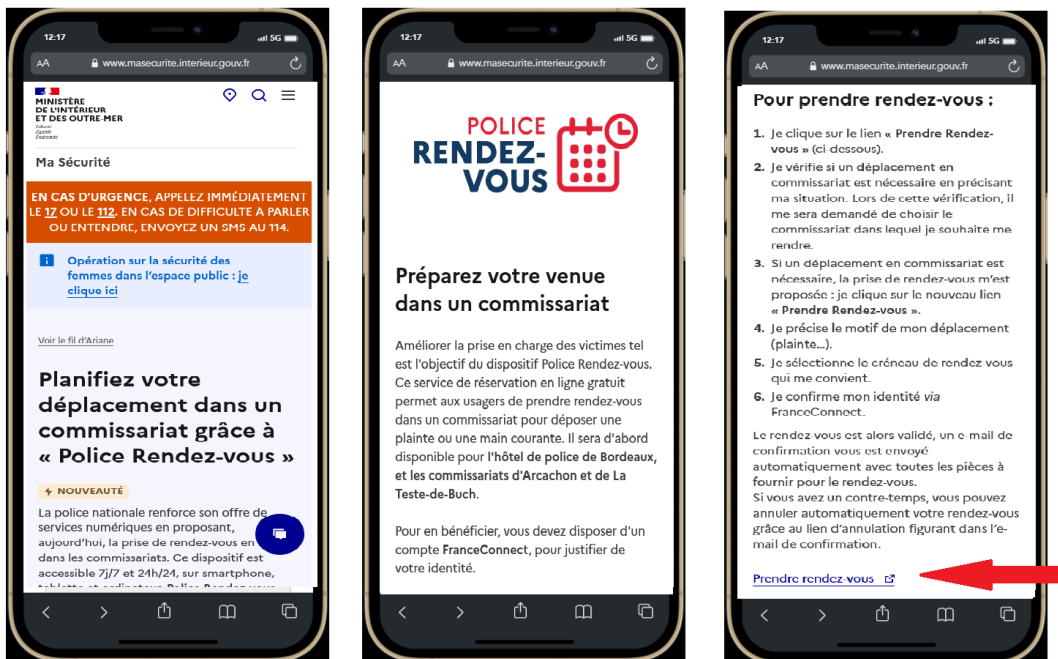 12:17
5G
AA
www.masecurite.interieur.gouv.fr
MINISTÈRE
DE L'INTÉRIEUR
ET DES OUTRE-MER
Liberté
Égalité
Fraternité
Ma Sécurité
EN CAS D'URGENCE, APPELEZ IMMÉDIATEMENT
LE 17 OU LE 112. EN CAS DE DIFFICULTE A PARLER
OU ENTENDRE, ENVOYEZ UN SMS AU 114.
Opération sur la sécurité des
femmes dans l'espace public : je
clique ici
Voir le fil d'Ariane
Planifiez votre
déplacement dans un
commissariat grâce à
« Police Rendez-vous »
NOUVEAUTÉ
La police nationale renforce son offre de
services numériques en proposant,
aujourd'hui, la prise de rendez-vous en
dans les commissariats. Ce dispositif est
accessible 7j/7 et 24h/24, sur smartphone,
12:17
5G
AA
www.masecurite.interieur.gouv.fr
POLICE
RENDEZ-
VOUS
Préparez votre venue
dans un commissariat
Améliorer la prise en charge des victimes tel
est l'objectif du dispositif Police Rendez-vous.
Ce service de réservation en ligne gratuit
permet aux usagers de prendre rendez-vous
dans un commissariat pour déposer une
plainte ou une main courante. Il sera d'abord
disponible pour l'hôtel de police de Bordeaux,
et les commissariats d'Arcachon et de La
Teste-de-Buch.
Pour en bénéficier, vous devez disposer d'un
compte FranceConnect, pour justifier de
votre identité.
12:17
5G
AA
www.masecurite.interieur.gouv.fr
Pour prendre rendez-vous :
1. Je clique sur le lien « Prendre Rendez-
vous » (ci-dessous).
2. Je vérifie si un déplacement en
commissariat est nécessaire en précisant
ma situation. Lors de cette vérification, il
me sera demandé de choisir le
commissariat dans lequel je souhaite me
rendre.
3. Si un déplacement en commissariat est
nécessaire, la prise de rendez-vous m'est
proposée : je clique sur le nouveau lien
« Prendre Rendez-vous ».
4. Je précise le motif de mon déplacement
(plainte...).
5. Je sélectionne le créneau de rendez-vous
qui me convient.
6. Je confirme mon identité via
FranceConnect.
Le rendez-vous est alors validé, un e-mail de
confirmation vous est envoyé
automatiquement avec toutes les pièces à
fournir pour le rendez-vous.
Si vous avez un contre-temps, vous pouvez
annuler automatiquement votre rendez-vous
grâce au lien d'annulation figurant dans l'e-
mail de confirmation.
Prendre rendez-vous